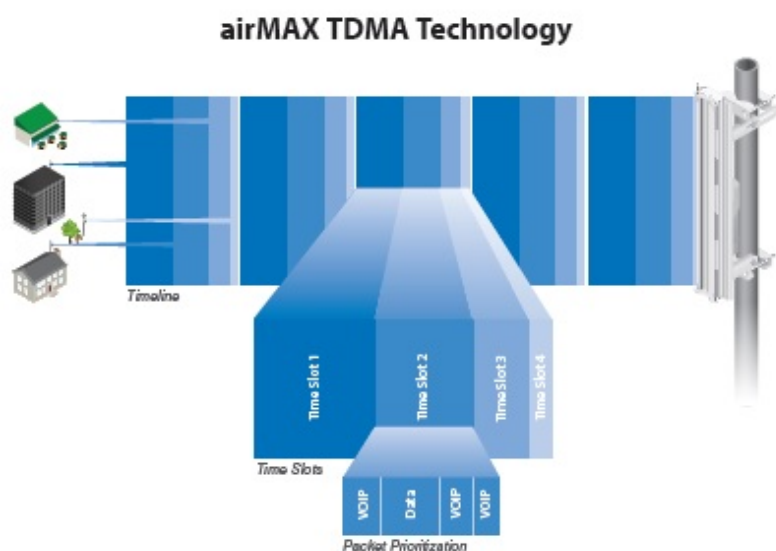 airMAX TDMA Technology
Timeline
Time Slot 1
Time Slot 2
Time Slot 3
Time Slot 4
Time Slots
VOIP
Data
VOIP
VOIP
Packet Prioritization